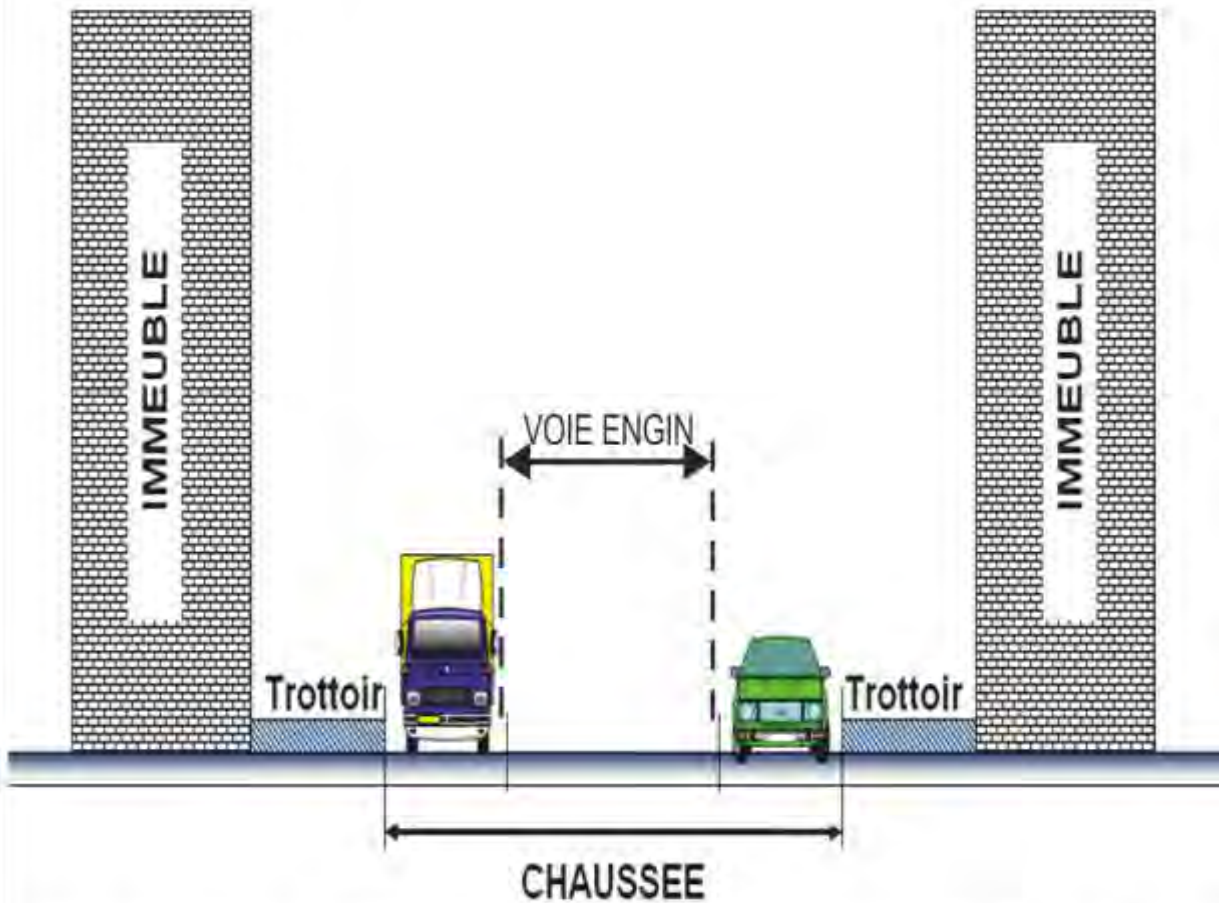 IMMEUBLE
IMMEUBLE
VOIE ENGIN
Trottoir
Trottoir
CHAUSSEE